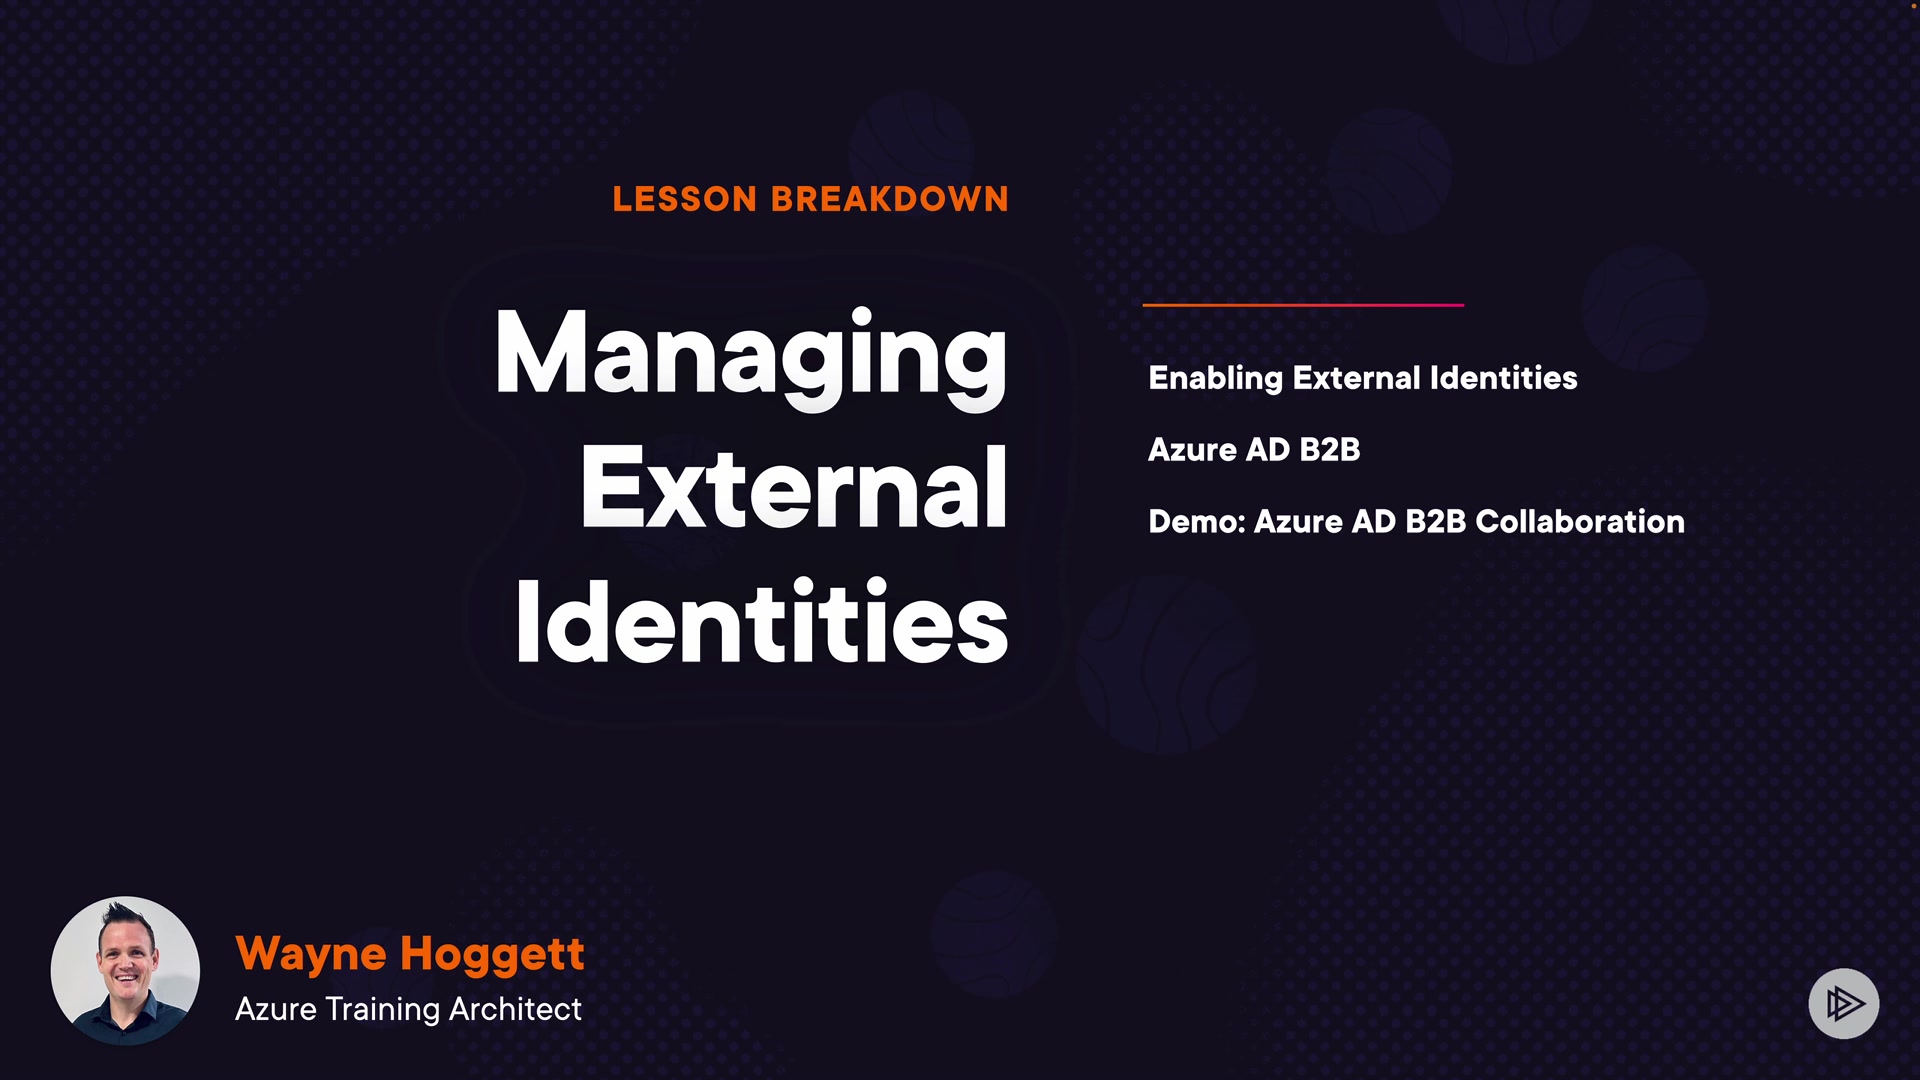 LESSON BREAKDOWN
Managing
External
Identities
Enabling External Identities
Azure AD B2B
Demo: Azure AD B2B Collaboration
Wayne Hoggett
Azure Training Architect